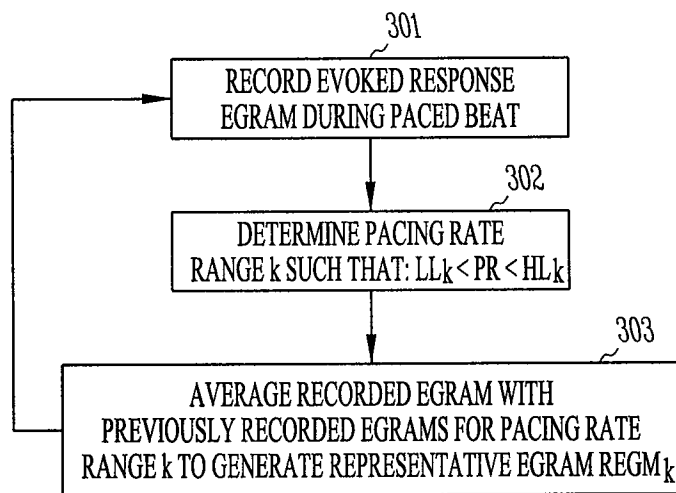 301
RECORD EVOKED RESPONSE
EGRAM DURING PACED BEAT
302
DETERMINE PACING RATE
RANGE k SUCH THAT: LLk < PR < HLk
303
AVERAGE RECORDED EGRAM WITH
PREVIOUSLY RECORDED EGRAMS FOR PACING RATE
RANGE k TO GENERATE REPRESENTATIVE EGRAM REGMk